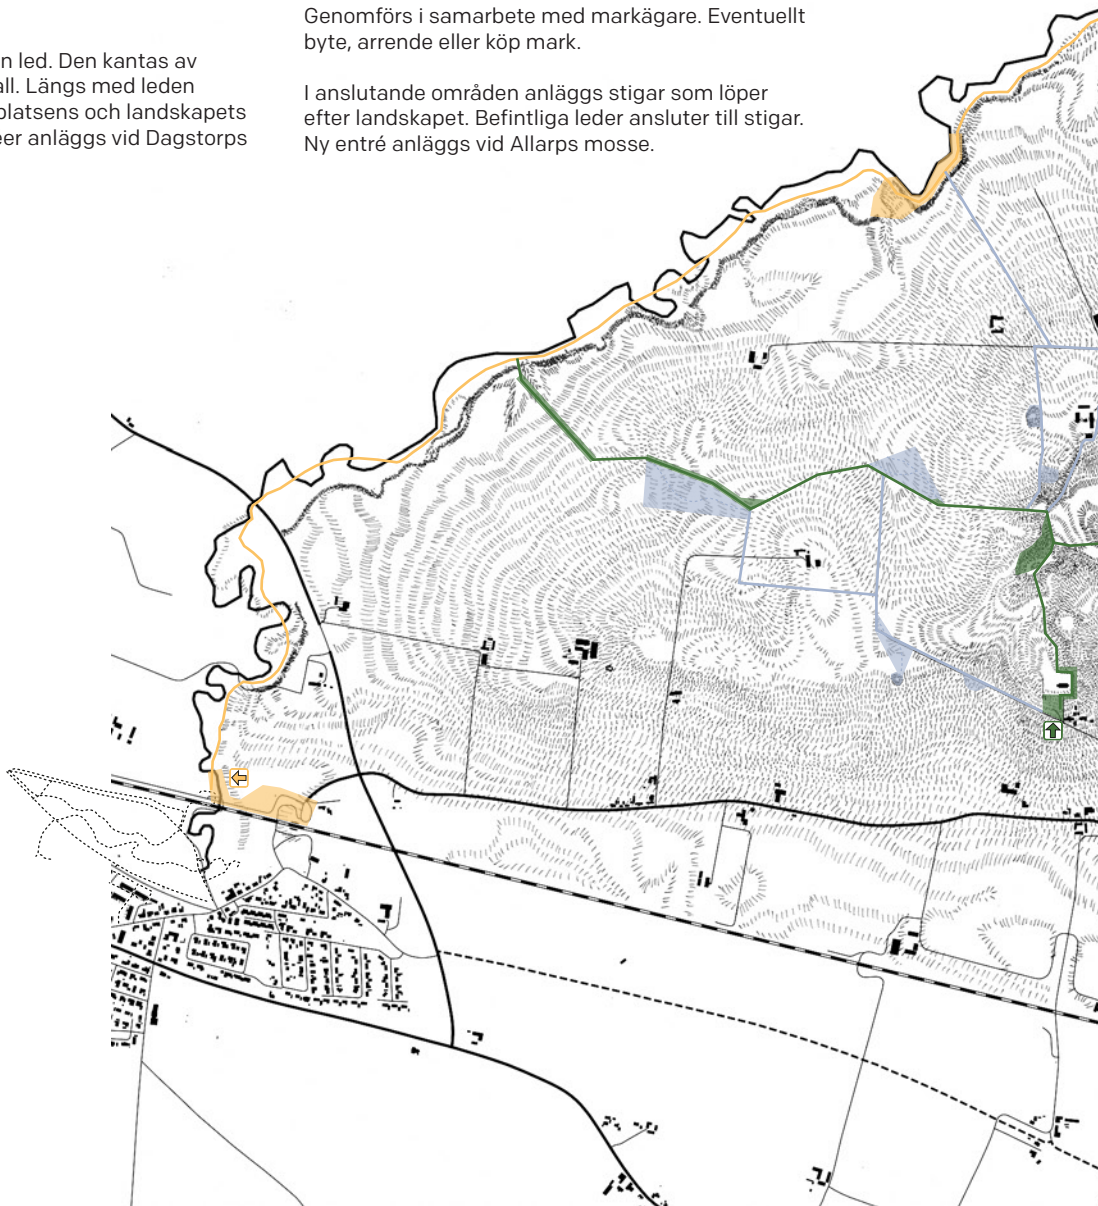 n led. Den kantas av
all. Längs med leden
platsens och landskapets
eer anläggs vid Dagstorps
Genomförs i samarbete med markägare. Eventuellt
byte, arrende eller köp mark.
I anslutande områden anläggs stigar som löper
efter landskapet. Befintliga leder ansluter till stigar.
Ny entré anläggs vid Allarps mosse.